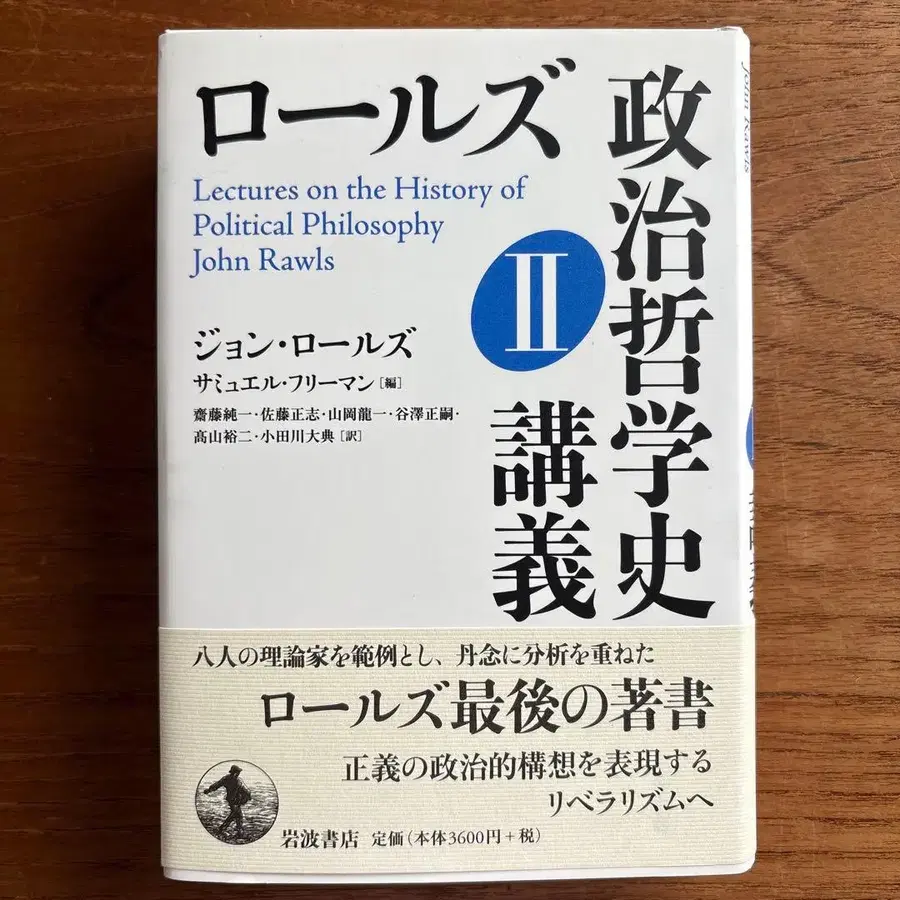 ロールズ
政治哲学史
講義
II
Lectures on the History of
Political Philosophy
John Rawls
ジョン・ロールズ
サミュエル・フリーマン［編］
齋藤純一・佐藤正志・山岡龍一・谷澤正嗣・
髙山裕二・小田川大典［訳］
John Rawls
八人の理論家を範例とし、丹念に分析を重ねた
ロールズ最後の著書
正義の政治的構想を表現する
リベラリズムへ
岩波書店 定価（本体3600円+税）